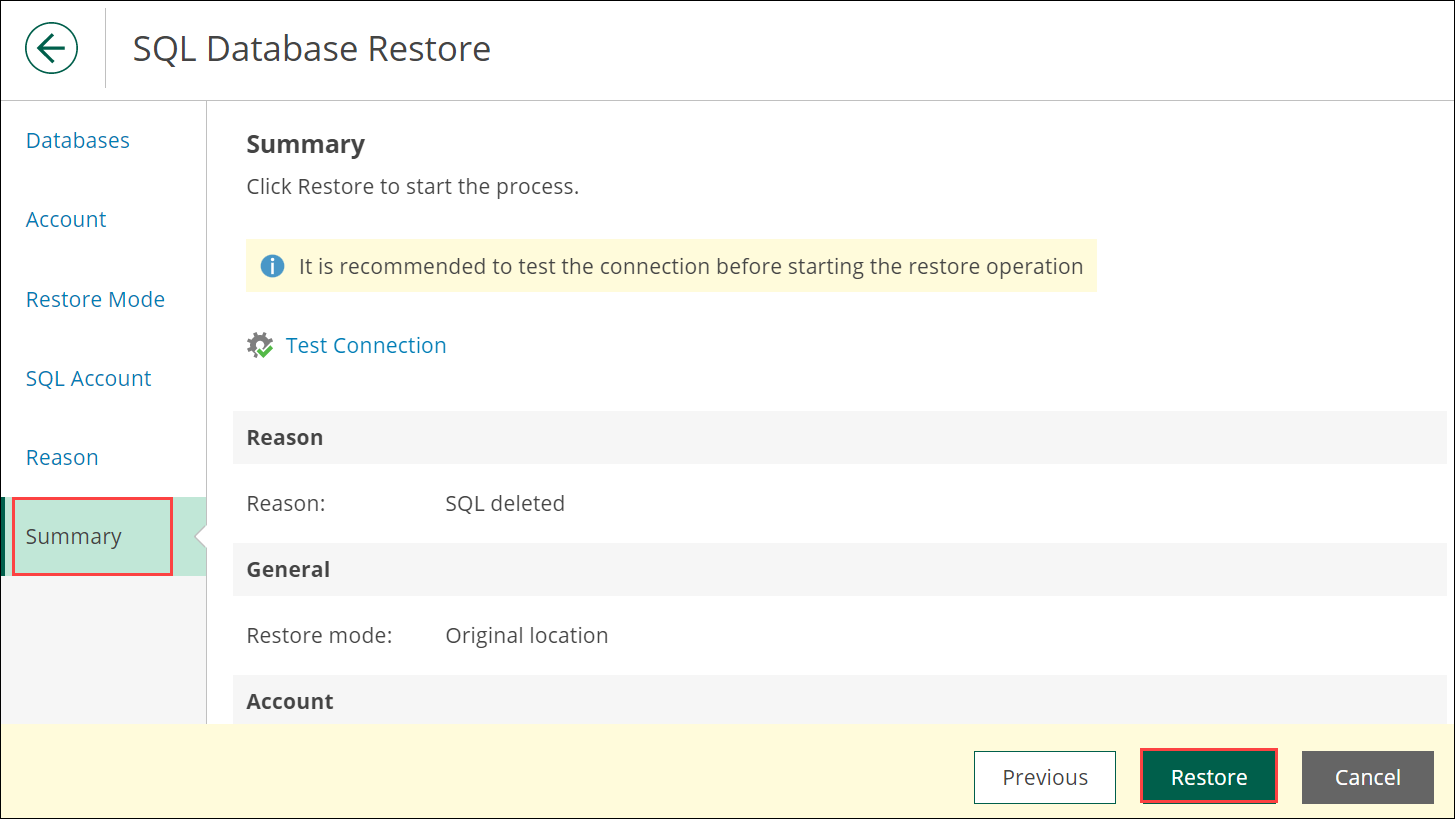 SQL Database Restore
Databases
Account
Restore Mode
SQL Account
Reason
Summary
Summary
Click Restore to start the process.
It is recommended to test the connection before starting the restore operation
Test Connection
Reason
Reason: SQL deleted
General
Restore mode: Original location
Account
Previous Restore Cancel